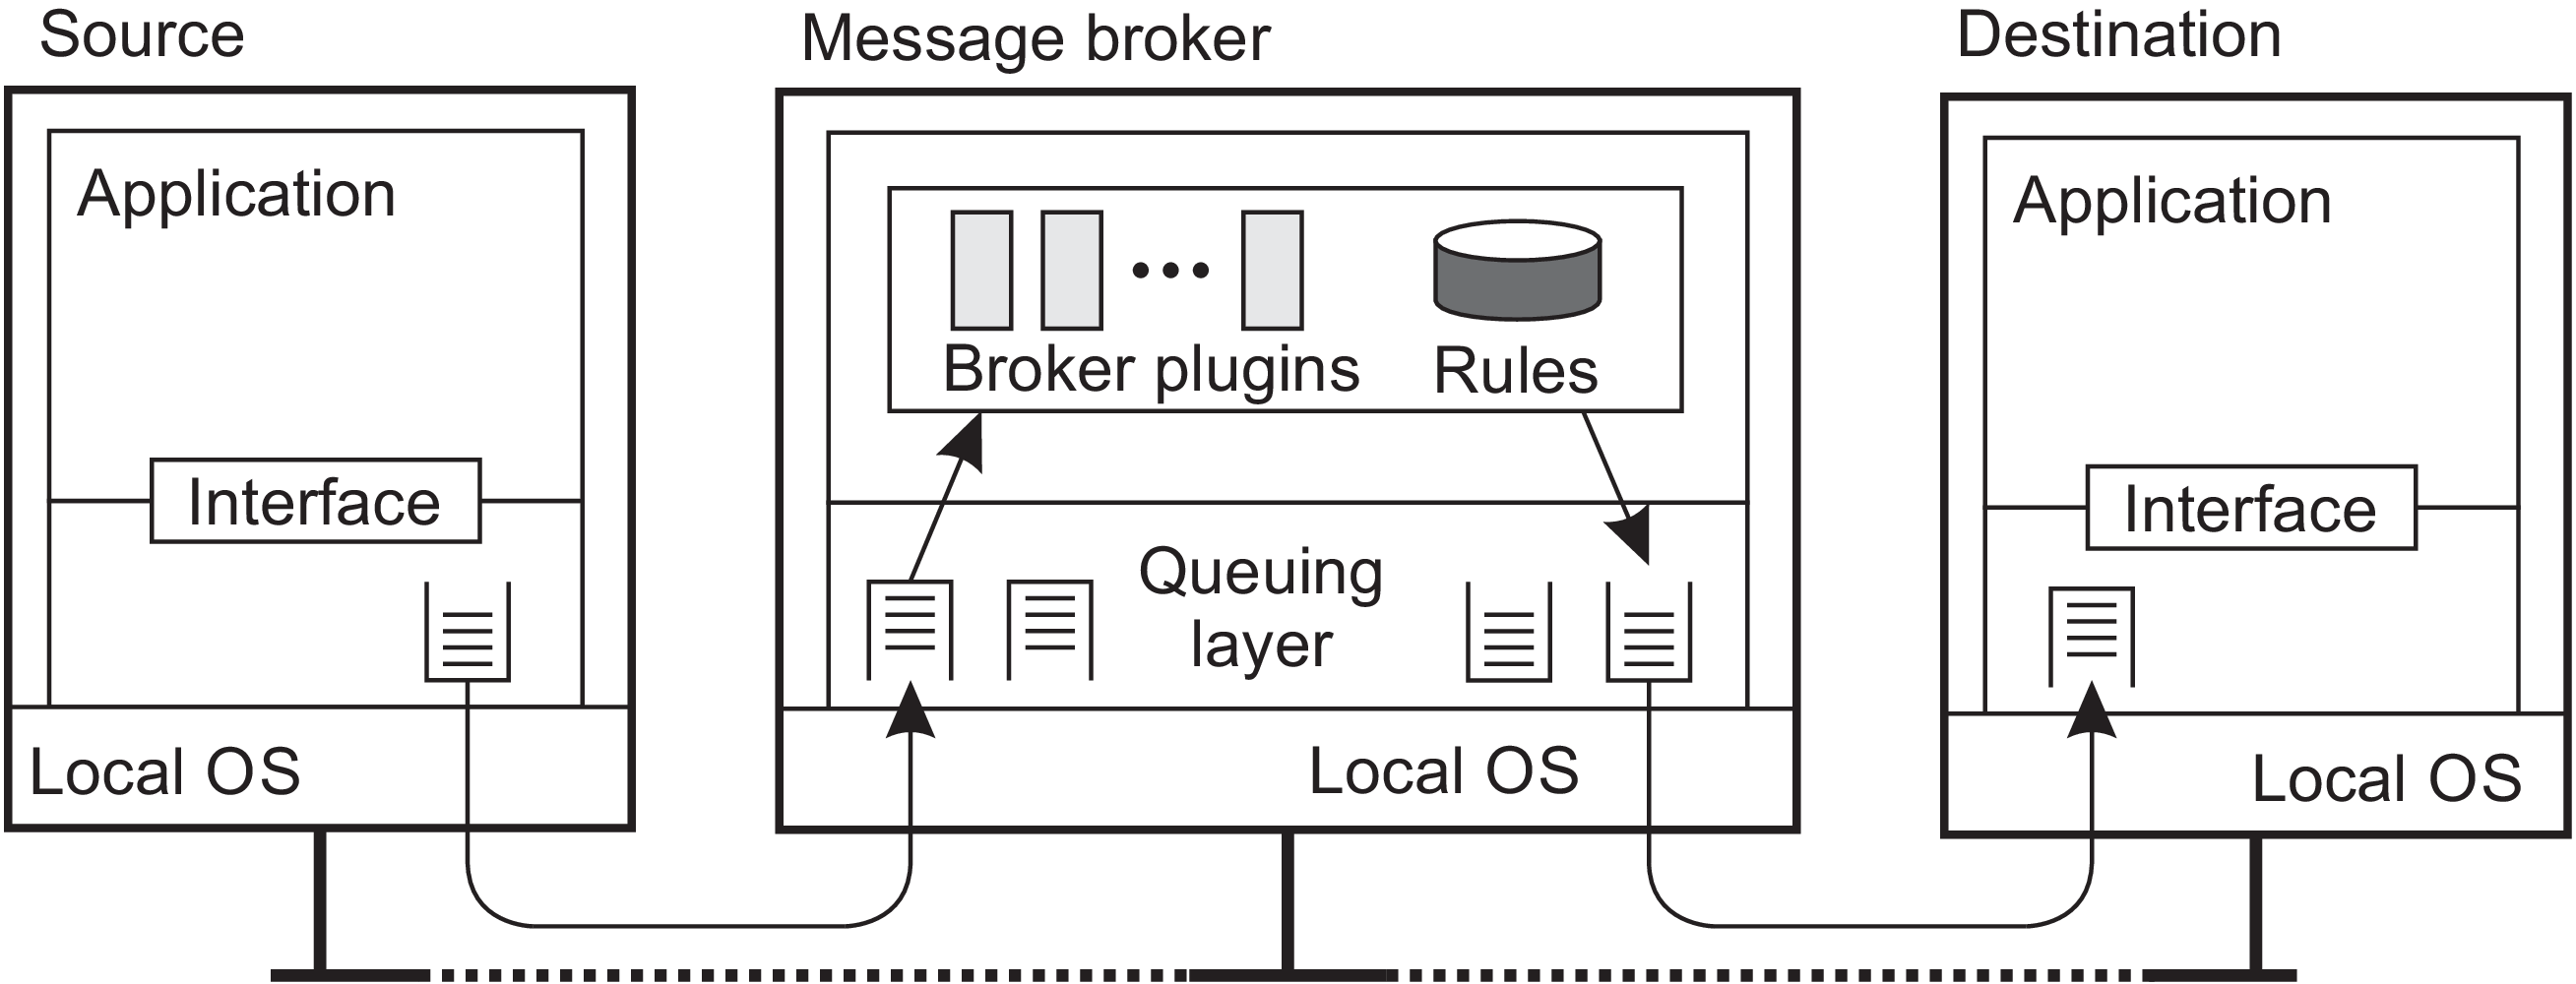 Source
Message broker
Destination
Application
Interface
Local OS
Broker plugins
Rules
Queuing
layer
Local OS
Application
Interface
Local OS